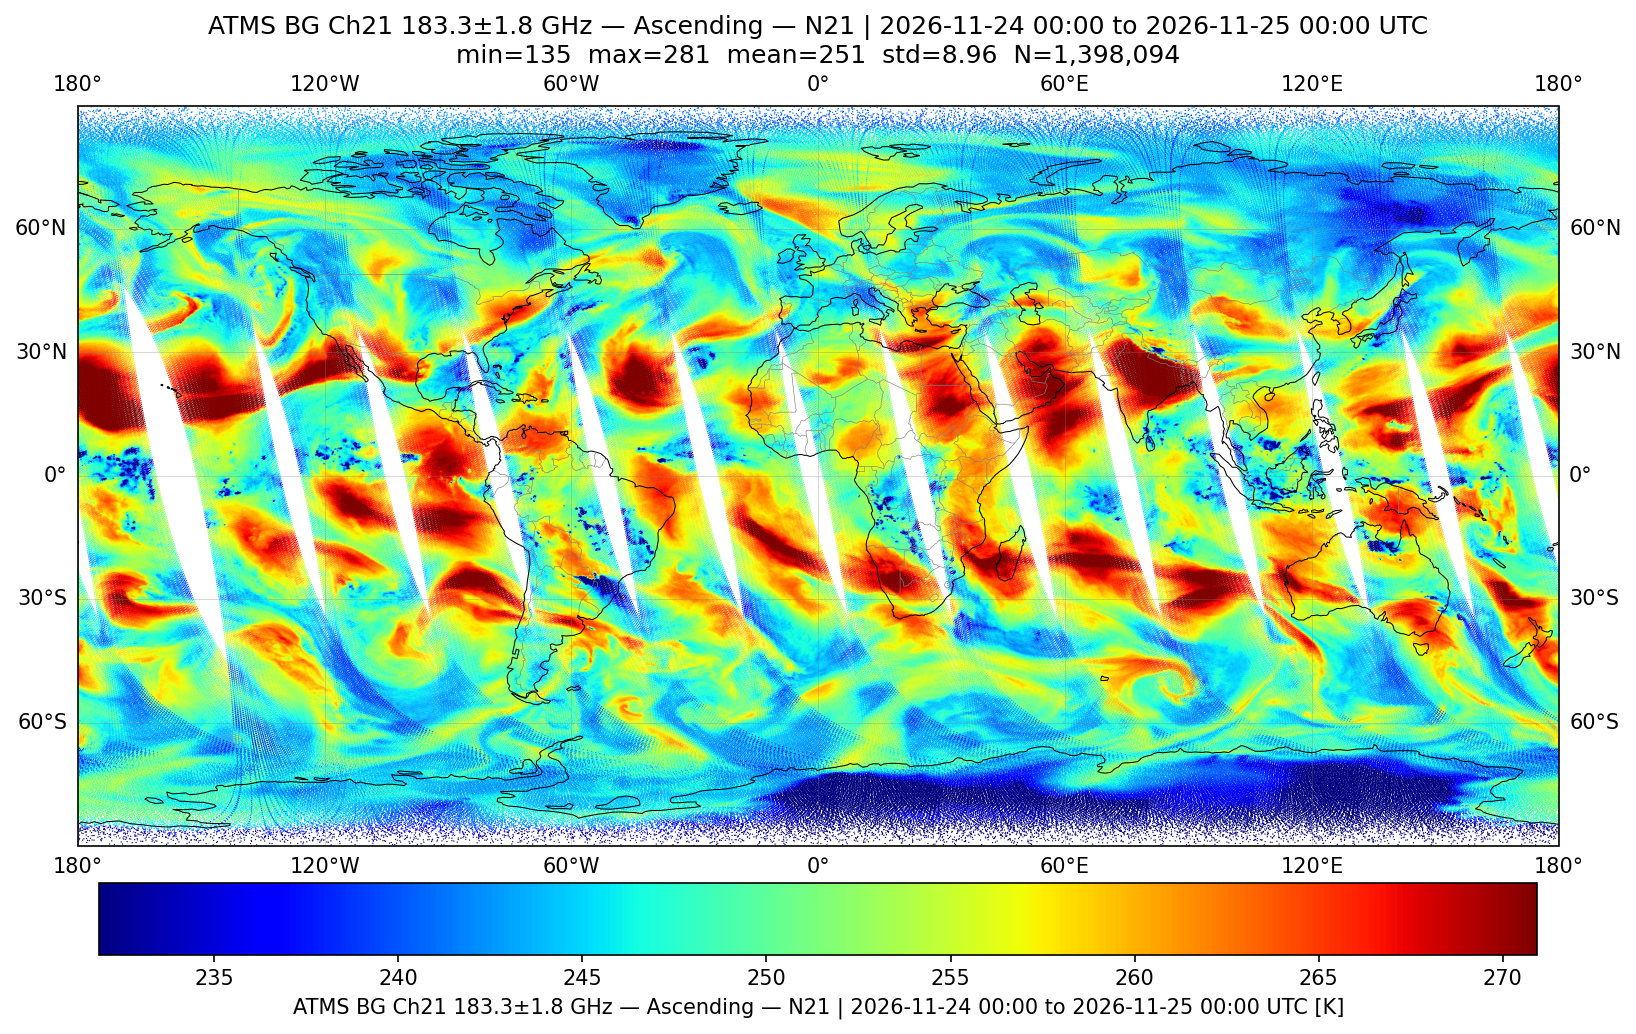 ATMS BG Ch21 183.3±1.8 GHz — Ascending — N21 | 2026-11-24 00:00 to 2026-11-25 00:00 UTC
min=135 max=281 mean=251 std=8.96 N=1,398,094
180° 120°W 60°W 0° 60°E 120°E 180°
60°N 60°N
30°N 30°N
0° 0°
30°S 30°S
60°S 60°S
180° 120°W 60°W 0° 60°E 120°E 180°
235 240 245 250 255 260 265 270
ATMS BG Ch21 183.3±1.8 GHz — Ascending — N21 | 2026-11-24 00:00 to 2026-11-25 00:00 UTC [K]